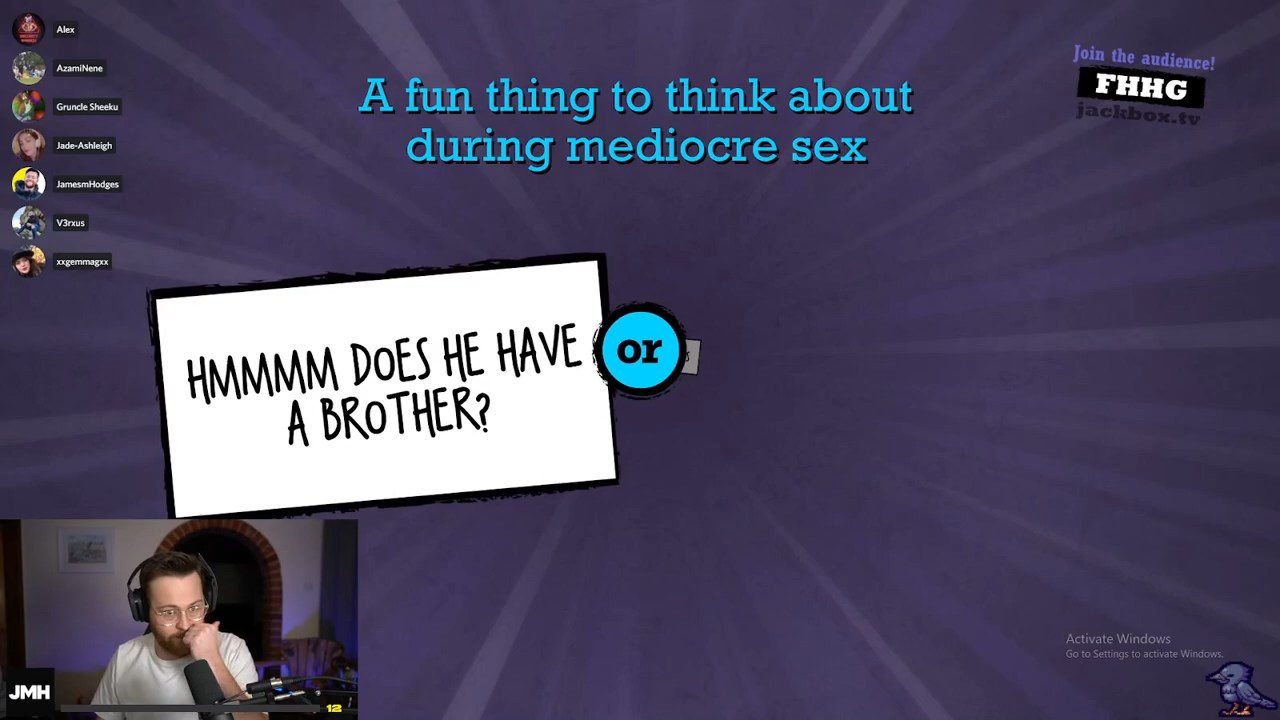 Alex
AzamiNene
Gruncle Sheeku
Jade-Ashleigh
JamesmHodges
V3rxus
xxgemmagxx
A fun thing to think about
during mediocre sex
Join the audience!
FHHG
jackbox.tv
HMMMM DOES HE HAVE
A BROTHER?
or
Activate Windows
Go to Settings to activate Windows.
JMH
12